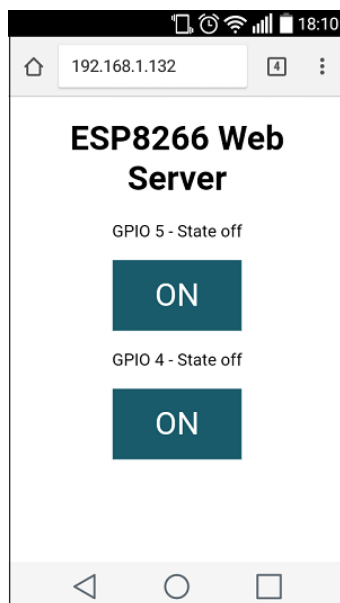 18:10
192.168.1.132
4
ESP8266 Web
Server
GPIO 5 - State off
ON
GPIO 4 - State off
ON